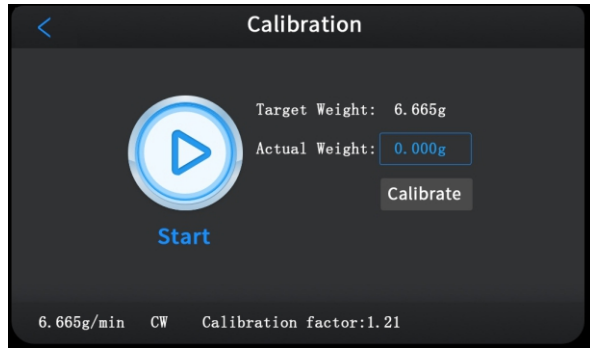 Calibration
Target Weight: 6.665g
Actual Weight: 0.000g
Calibrate
Start
6.665g/min CW Calibration factor:1.21